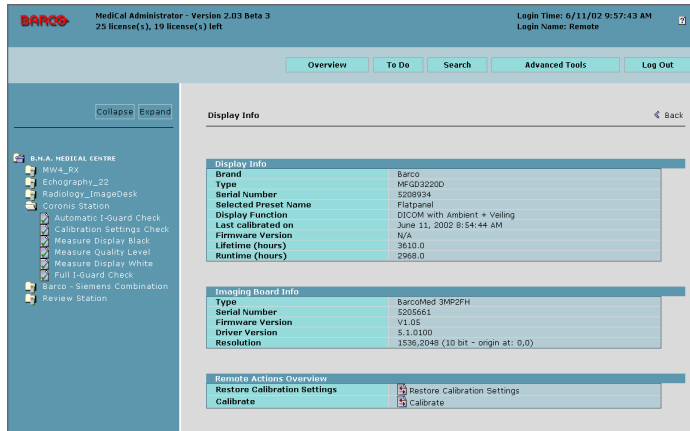 BARCO
MediCal Administrator - Version 2.03 Beta 3
25 license(s), 19 license(s) left
Login Time: 6/11/02 9:57:43 AM
Login Name: Remote
?
Overview
To Do
Search
Advanced Tools
Log Out
Collapse
Expand
Display Info
Back
B.H.A. MEDICAL CENTRE
MW4_RX
Echography_22
Radiology_ImageDesk
Coronis Station
Automatic I-Guard Check
Calibration Settings Check
Measure Display Black
Measure Quality Level
Measure Display White
Full I-Guard Check
Barco - Siemens Combination
Review Station
Display Info
Brand Barco
Type MFGD3220D
Serial Number 5208934
Selected Preset Name Flatpanel
Display Function DICOM with Ambient + Veiling
Last calibrated on June 11, 2002 8:54:44 AM
Firmware Version N/A
Lifetime (hours) 3610.0
Runtime (hours) 2968.0
Imaging Board Info
Type BarcoMed 3MP2FH
Serial Number 5205661
Firmware Version V1.05
Driver Version 5.1.0100
Resolution 1536,2048 (10 bit - origin at: 0,0)
Remote Actions Overview
Restore Calibration Settings Restore Calibration Settings
Calibrate Calibrate